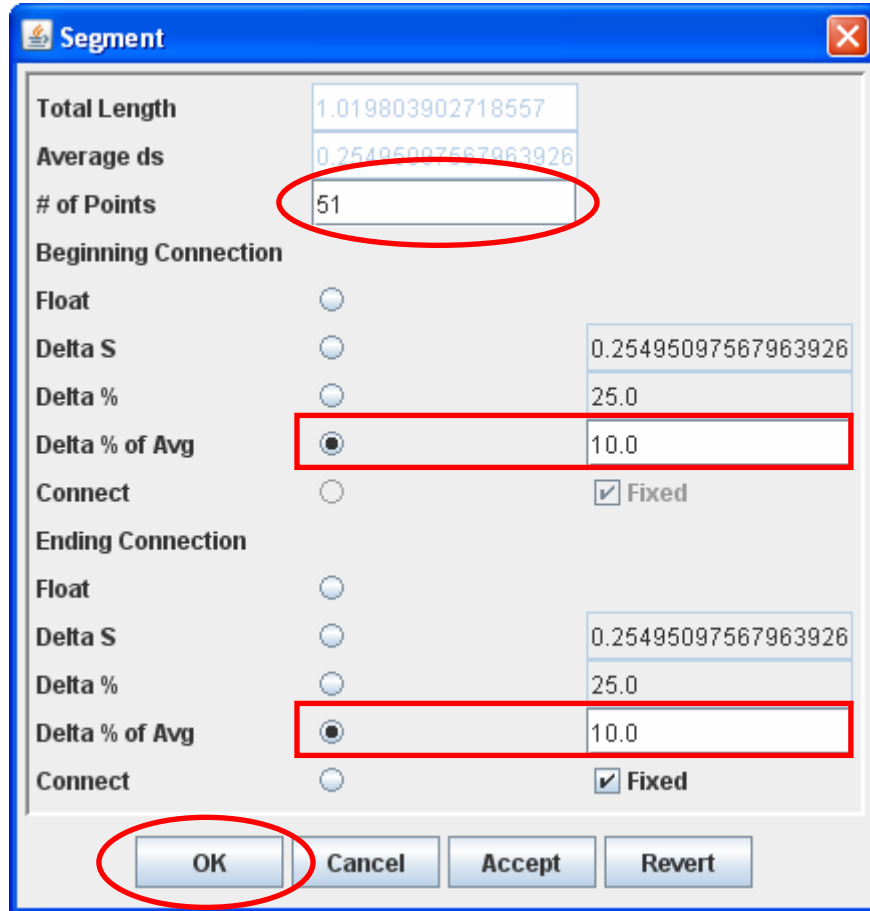 Segment
Total Length 1.019803902718557
Average ds 0.25495097567963926
# of Points 51
Beginning Connection
Float
Delta S 0.25495097567963926
Delta % 25.0
Delta % of Avg 10.0
Connect Fixed
Ending Connection
Float
Delta S 0.25495097567963926
Delta % 25.0
Delta % of Avg 10.0
Connect Fixed
OK Cancel Accept Revert